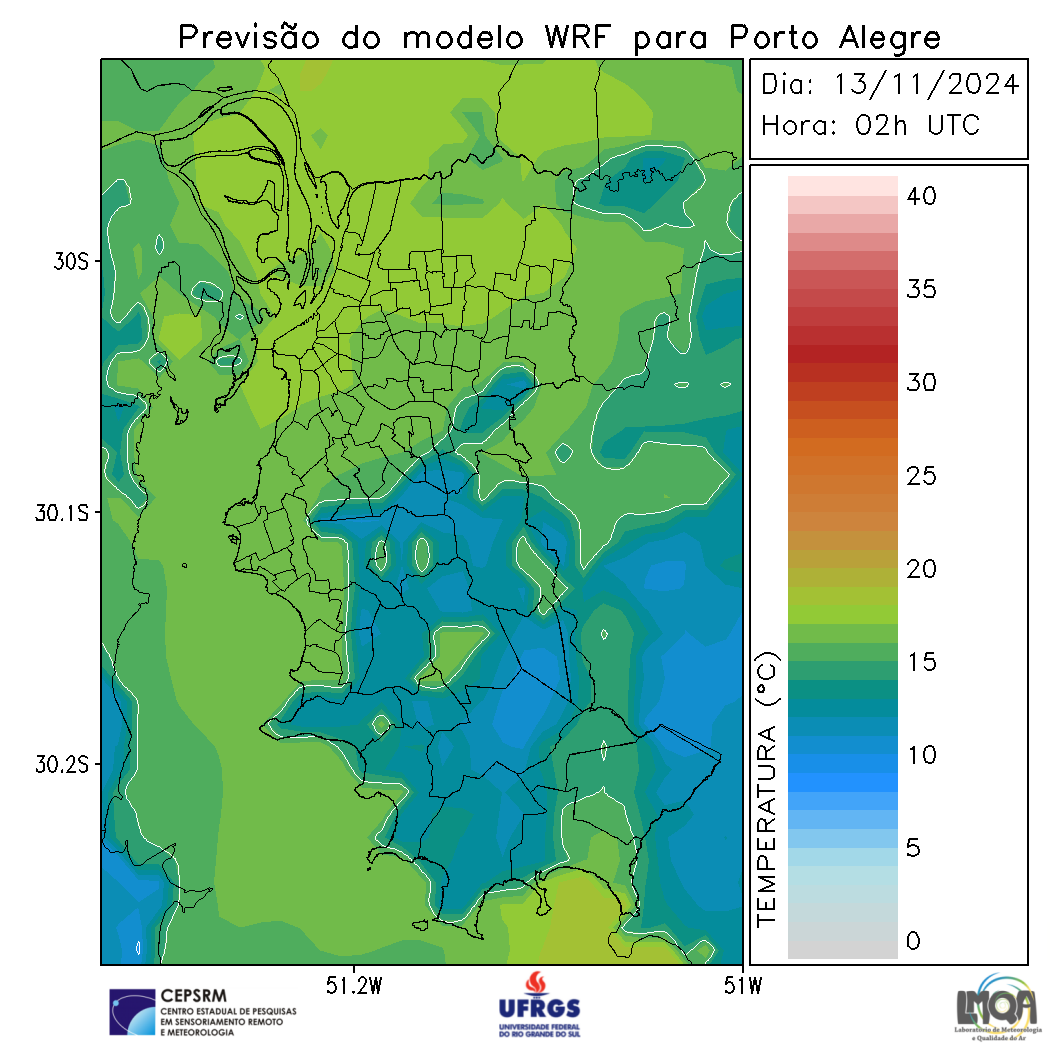 Previsão do modelo WRF para Porto Alegre
Dia: 13/11/2024
Hora: 02h UTC
30S
30.1S
30.2S
51.2W
51W
TEMPERATURA (°C)
40
35
30
25
20
15
10
5
0
CEPSRM
CENTRO ESTADUAL DE PESQUISAS
EM SENSORIAMENTO REMOTO
E METEOROLOGIA
UFRGS
UNIVERSIDADE FEDERAL
DO RIO GRANDE DO SUL
LMQA
Laboratório de Meteorologia
e Qualidade do Ar